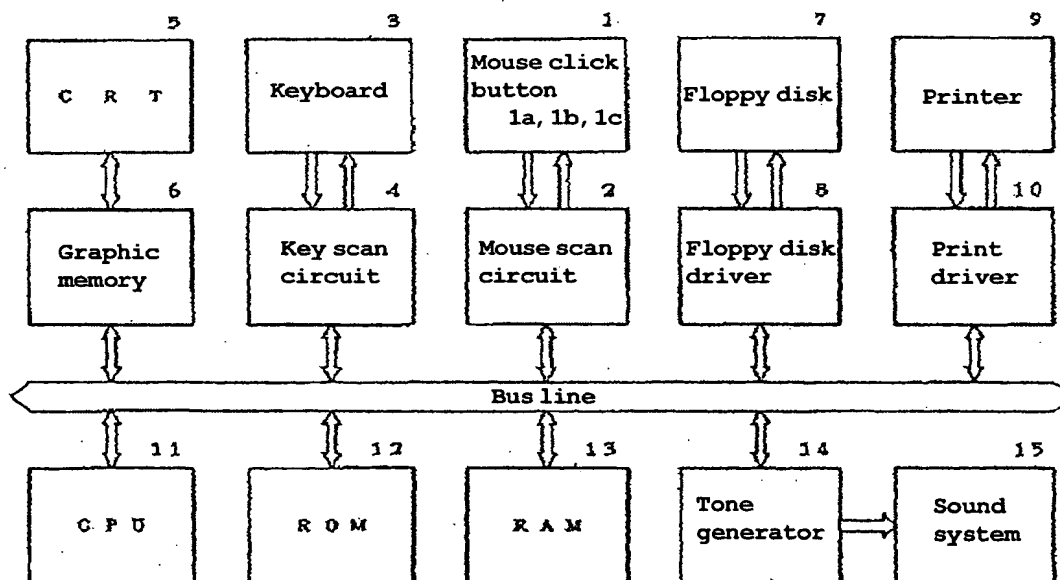 5 3 1 7 9
C R T
Keyboard
Mouse click
button
1a, 1b, 1c
Floppy disk
Printer
6 4 2 8 10
Graphic
memory
Key scan
circuit
Mouse scan
circuit
Floppy disk
driver
Print
driver
Bus line
11 12 13 14 15
C P U
R O M
R A M
Tone
generator
Sound
system